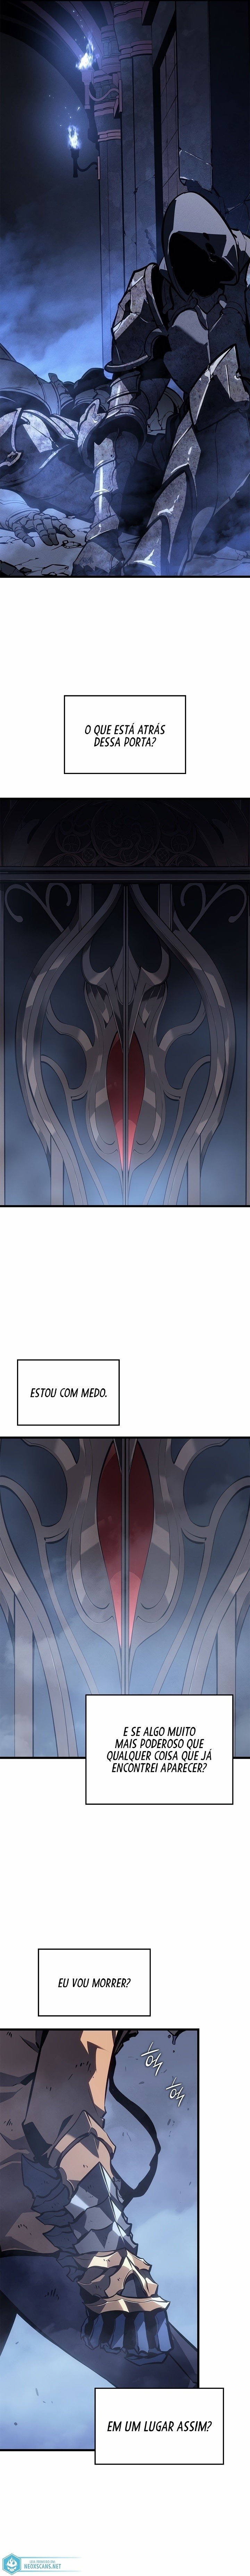 O QUE ESTÁ ATRÁS
DESSA PORTA?
ESTOU COM MEDO.
E SE ALGO MUITO
MAIS PODEROSO QUE
QUALQUER COISA QUE JÁ
ENCONTREI APARECER?
EU VOU MORRER?
EM UM LUGAR ASSIM?
NEOXSCANS.NET